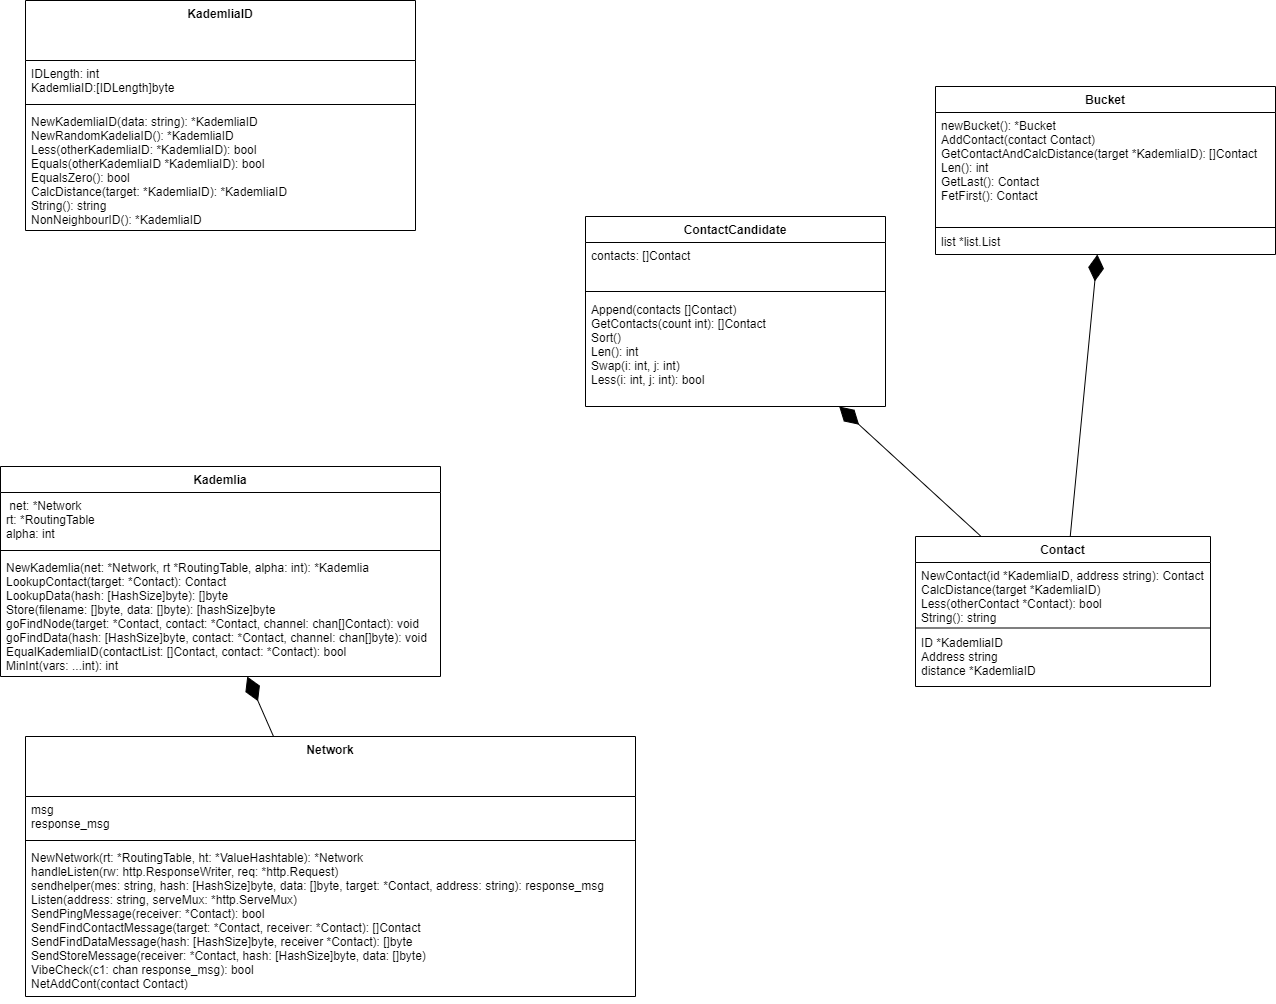 KademliaID
IDLength: int
KademliaID:[IDLength]byte
NewKademliaID(data: string): *KademliaID
NewRandomKadeliaID(): *KademliaID
Less(otherKademliaID: *KademliaID): bool
Equals(otherKademliaID *KademliaID): bool
EqualsZero(): bool
CalcDistance(target: *KademliaID): *KademliaID
String(): string
NonNeighbourID(): *KademliaID
Bucket
newBucket(): *Bucket
AddContact(contact Contact)
GetContactAndCalcDistance(target *KademliaID): []Contact
Len(): int
GetLast(): Contact
FetFirst(): Contact
list *list.List
ContactCandidate
contacts: []Contact
Append(contacts []Contact)
GetContacts(count int): []Contact
Sort()
Len(): int
Swap(i: int, j: int)
Less(i: int, j: int): bool
Kademlia
net: *Network
rt: *RoutingTable
alpha: int
NewKademlia(net: *Network, rt *RoutingTable, alpha: int): *Kademlia
LookupContact(target: *Contact): Contact
LookupData(hash: [HashSize]byte): []byte
Store(filename: []byte, data: []byte): [hashSize]byte
goFindNode(target: *Contact, contact: *Contact, channel: chan[]Contact): void
goFindData(hash: [HashSize]byte, contact: *Contact, channel: chan[]byte): void
EqualKademliaID(contactList: []Contact, contact: *Contact): bool
MinInt(vars: ...int): int
Contact
NewContact(id *KademliaID, address string): Contact
CalcDistance(target *KademliaID)
Less(otherContact *Contact): bool
String(): string
ID *KademliaID
Address string
distance *KademliaID
Network
msg
response_msg
NewNetwork(rt: *RoutingTable, ht: *ValueHashtable): *Network
handleListen(rw: http.ResponseWriter, req: *http.Request)
sendhelper(mes: string, hash: [HashSize]byte, data: []byte, target: *Contact, address: string): response_msg
Listen(address: string, serveMux: *http.ServeMux)
SendPingMessage(receiver: *Contact): bool
SendFindContactMessage(target: *Contact, receiver: *Contact): []Contact
SendFindDataMessage(hash: [HashSize]byte, receiver *Contact): []byte
SendStoreMessage(receiver: *Contact, hash: [HashSize]byte, data: []byte)
VibeCheck(c1: chan response_msg): bool
NetAddCont(contact Contact)